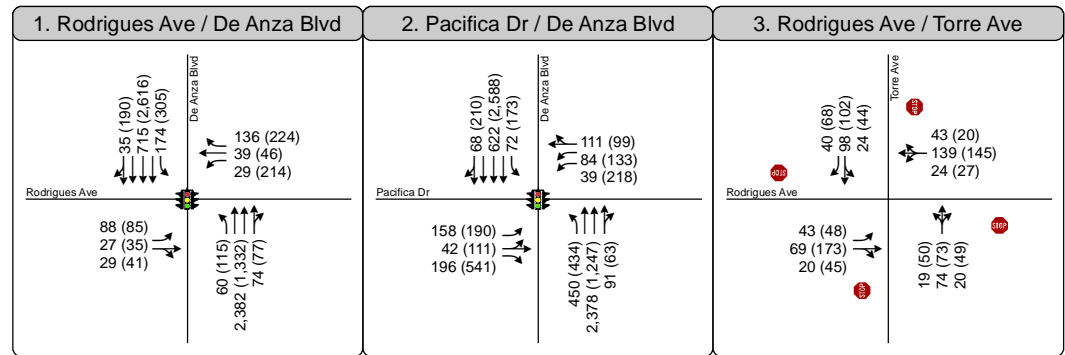 1. Rodrigues Ave / De Anza Blvd
De Anza Blvd
35 (190)
715 (2,616)
174 (305)
136 (224)
39 (46)
29 (214)
Rodrigues Ave
88 (85)
27 (35)
29 (41)
60 (115)
2,382 (1,332)
74 (77)
2. Pacifica Dr / De Anza Blvd
De Anza Blvd
68 (210)
622 (2,588)
72 (173)
111 (99)
84 (133)
39 (218)
Pacifica Dr
158 (190)
42 (111)
196 (541)
450 (434)
2,378 (1,247)
91 (63)
3. Rodrigues Ave / Torre Ave
Torre Ave
STOP
40 (68)
98 (102)
24 (44)
43 (20)
139 (145)
24 (27)
STOP
Rodrigues Ave
STOP
43 (48)
69 (173)
20 (45)
19 (50)
74 (73)
20 (49)
STOP